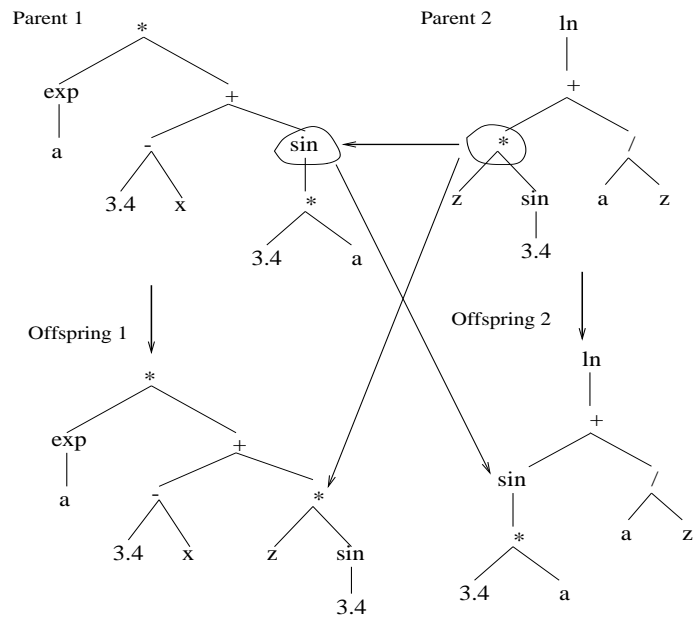 Parent 1
*
Parent 2
ln
exp
+
+
a
-
sin
*
/
3.4
x
*
z
sin
a
z
3.4
a
3.4
Offspring 1
Offspring 2
*
ln
exp
+
+
a
-
*
sin
/
3.4
x
z
sin
*
a
z
3.4
3.4
a